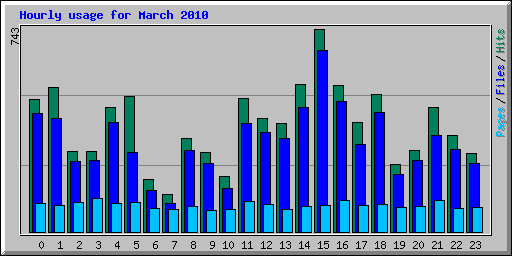 Hourly usage for March 2010
743
Pages/Files/Hits
0 1 2 3 4 5 6 7 8 9 10 11 12 13 14 15 16 17 18 19 20 21 22 23